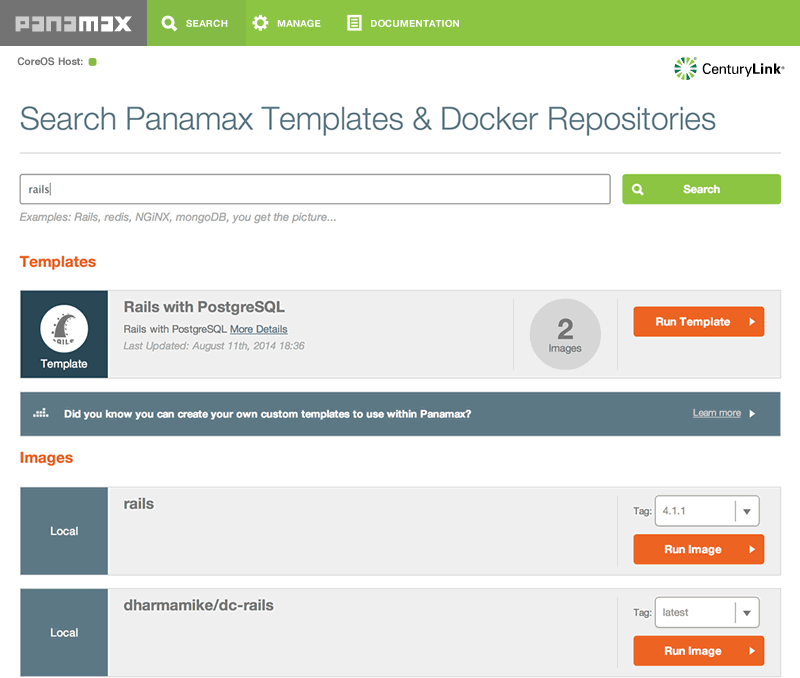 panamax
SEARCH
MANAGE
DOCUMENTATION
CoreOS Host:
CenturyLink®
Search Panamax Templates & Docker Repositories
rails
Search
Examples: Rails, redis, NGiNX, mongoDB, you get the picture...
Templates
Template
Rails with PostgreSQL
Rails with PostgreSQL More Details
Last Updated: August 11th, 2014 18:36
2
Images
Run Template
Did you know you can create your own custom templates to use within Panamax?
Learn more
Images
Local
rails
Tag: 4.1.1
Run Image
Local
dharmamike/dc-rails
Tag: latest
Run Image